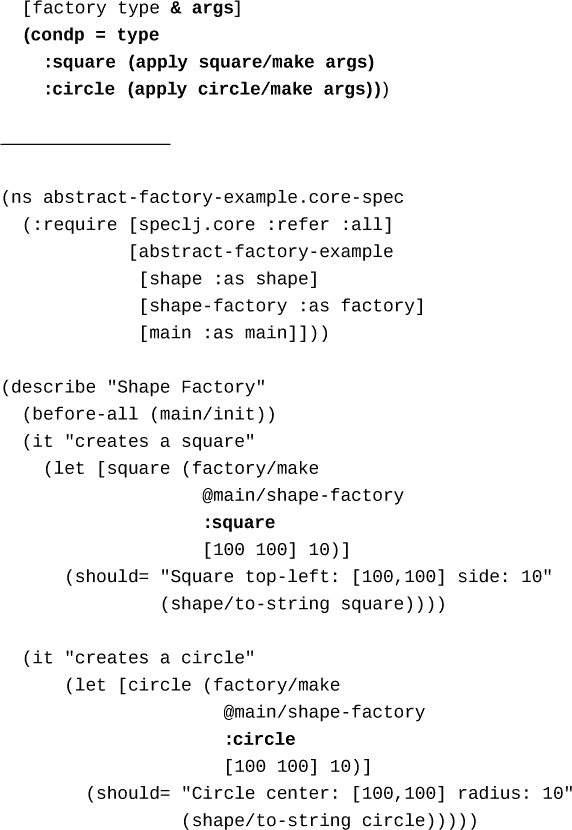 [factory type & args]
(condp = type
:square (apply square/make args)
:circle (apply circle/make args)))
(ns abstract-factory-example.core-spec
(:require [speclj.core :refer :all]
[abstract-factory-example
[shape :as shape]
[shape-factory :as factory]
[main :as main]]))
(describe "Shape Factory"
(before-all (main/init))
(it "creates a square"
(let [square (factory/make
@main/shape-factory
:square
[100 100] 10)]
(should= "Square top-left: [100,100] side: 10"
(shape/to-string square))))
(it "creates a circle"
(let [circle (factory/make
@main/shape-factory
:circle
[100 100] 10)]
(should= "Circle center: [100,100] radius: 10"
(shape/to-string circle)))))